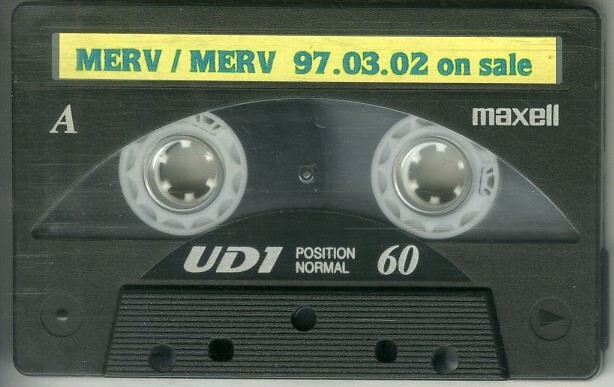 MERV / MERV 97.03.02 on sale
A
maxell
UD1 POSITION NORMAL 60